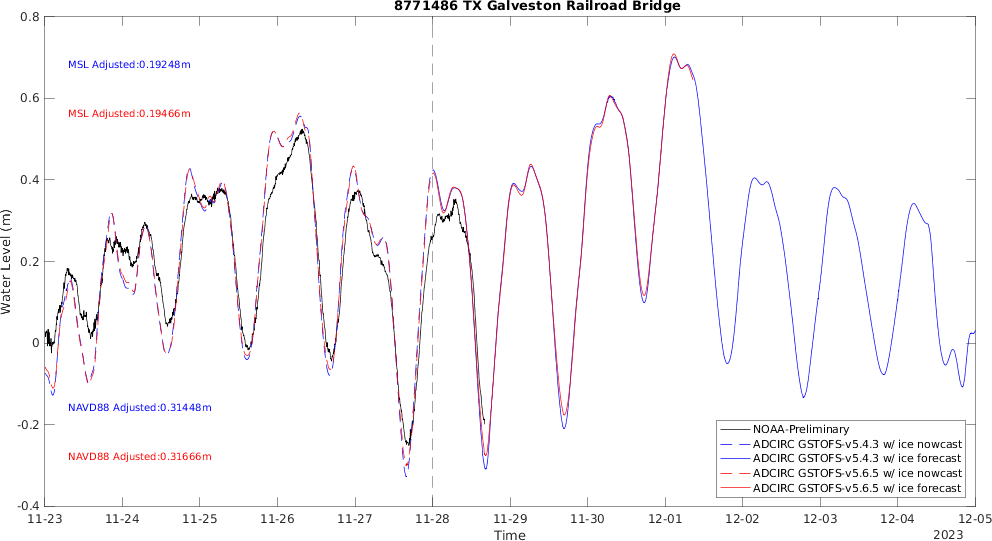 8771486 TX Galveston Railroad Bridge
0.8
0.6
0.4
0.2
0
-0.2
-0.4
Water Level (m)
MSL Adjusted:0.19248m
MSL Adjusted:0.19466m
NAVD88 Adjusted:0.31448m
NAVD88 Adjusted:0.31666m
NOAA-Preliminary
ADCIRC GSTOFS-v5.4.3 w/ ice nowcast
ADCIRC GSTOFS-v5.4.3 w/ ice forecast
ADCIRC GSTOFS-v5.6.5 w/ ice nowcast
ADCIRC GSTOFS-v5.6.5 w/ ice forecast
11-23 11-24 11-25 11-26 11-27 11-28 11-29 11-30 12-01 12-02 12-03 12-04 12-05
Time
2023